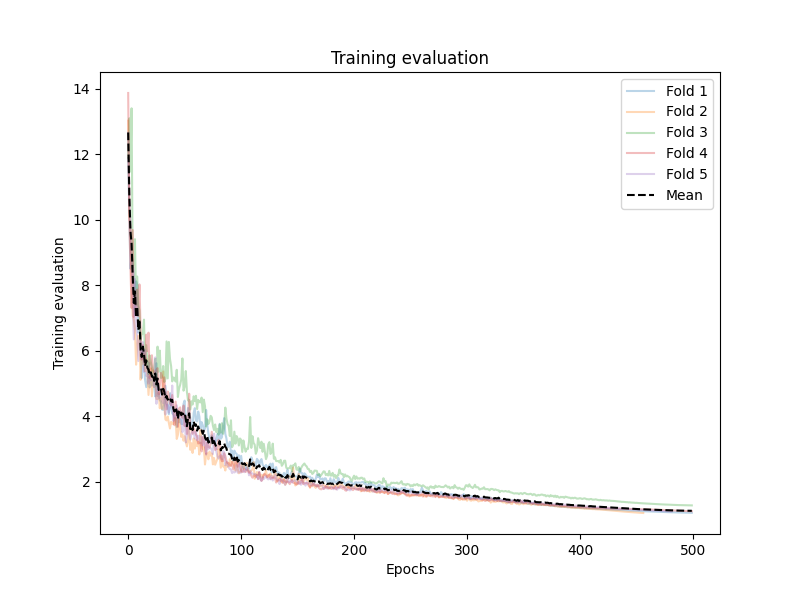 Training evaluation
Training evaluation
14
12
10
8
6
4
2
0
100
200
300
400
500
Epochs
Fold 1
Fold 2
Fold 3
Fold 4
Fold 5
Mean